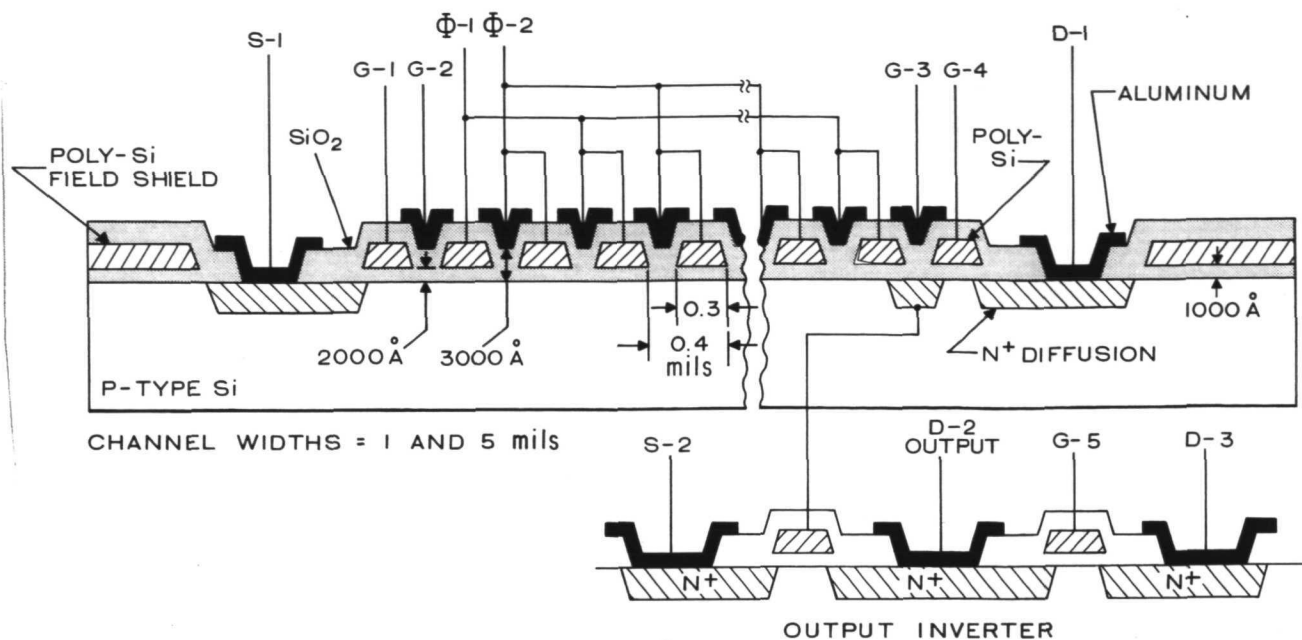 Φ-1 Φ-2
S-1
D-1
G-1 G-2
G-3 G-4
ALUMINUM
SiO2
POLY-
Si
POLY-Si
FIELD SHIELD
0.3
1000 Å
2000 Å
3000 Å
0.4
mils
N+ DIFFUSION
P-TYPE Si
CHANNEL WIDTHS = 1 AND 5 mils
S-2
D-2
OUTPUT
G-5
D-3
N+
N+
N+
OUTPUT INVERTER